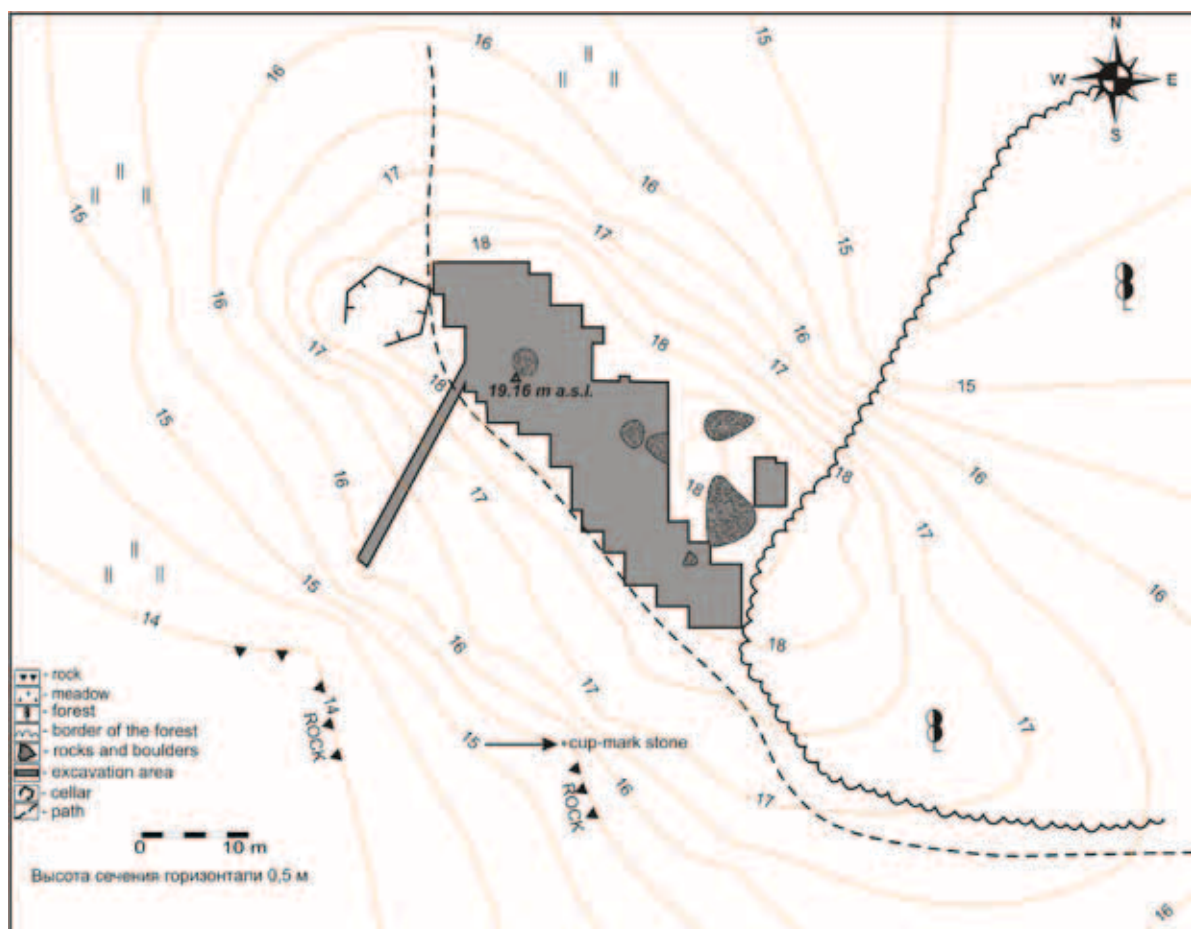 N
W E
S
16
15
16
15
17
16
15
18
17
16
18
16
17
15
17
18
19.16 m a.s.l.
15
16
18
18
17
16
17
15
16
14
16
18
17
17
15
cup-mark stone
14
ROCK
ROCK
16
17
16
- rock
- meadow
- forest
- border of the forest
- rocks and boulders
- excavation area
- cellar
- path
0 10 m
Высота сечения горизонтали 0,5 м